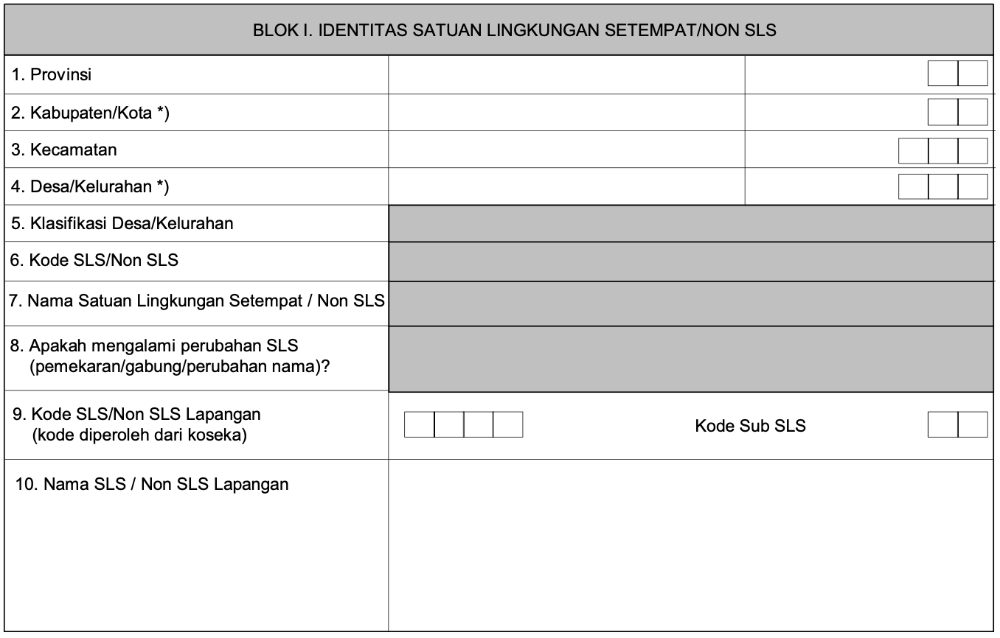 BLOK I. IDENTITAS SATUAN LINGKUNGAN SETEMPAT/NON SLS
1. Provinsi
2. Kabupaten/Kota *)
3. Kecamatan
4. Desa/Kelurahan *)
5. Klasifikasi Desa/Kelurahan
6. Kode SLS/Non SLS
7. Nama Satuan Lingkungan Setempat / Non SLS
8. Apakah mengalami perubahan SLS
(pemekaran/gabung/perubahan nama)?
9. Kode SLS/Non SLS Lapangan
(kode diperoleh dari koseka)
Kode Sub SLS
10. Nama SLS / Non SLS Lapangan